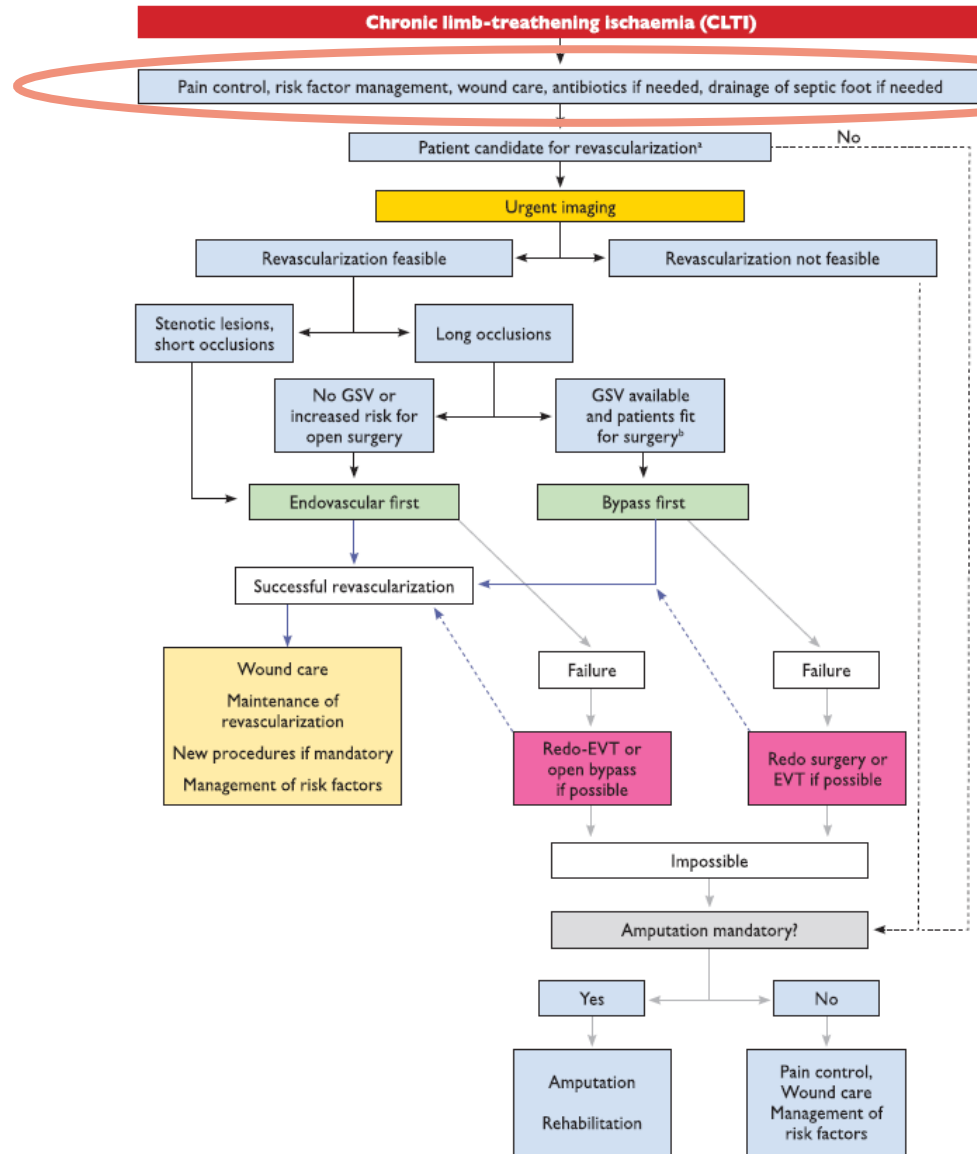 Chronic limb-treathening ischaemia (CLTI)
Pain control, risk factor management, wound care, antibiotics if needed, drainage of septic foot if needed
Patient candidate for revascularizationᵃ
No
Urgent imaging
Revascularization feasible
Revascularization not feasible
Stenotic lesions,
short occlusions
Long occlusions
No GSV or
increased risk for
open surgery
GSV available
and patients fit
for surgeryᵇ
Endovascular first
Bypass first
Successful revascularization
Wound care
Maintenance of
revascularization
New procedures if mandatory
Management of risk factors
Failure
Failure
Redo-EVT or
open bypass
if possible
Redo surgery or
EVT if possible
Impossible
Amputation mandatory?
Yes
No
Amputation
Rehabilitation
Pain control,
Wound care
Management of
risk factors